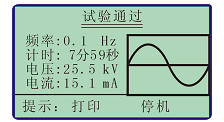 试验通过
频率:0.1 Hz
计时: 7分59秒
电压:25.5 kV
电流:15.1 mA
提示: 打印 停机